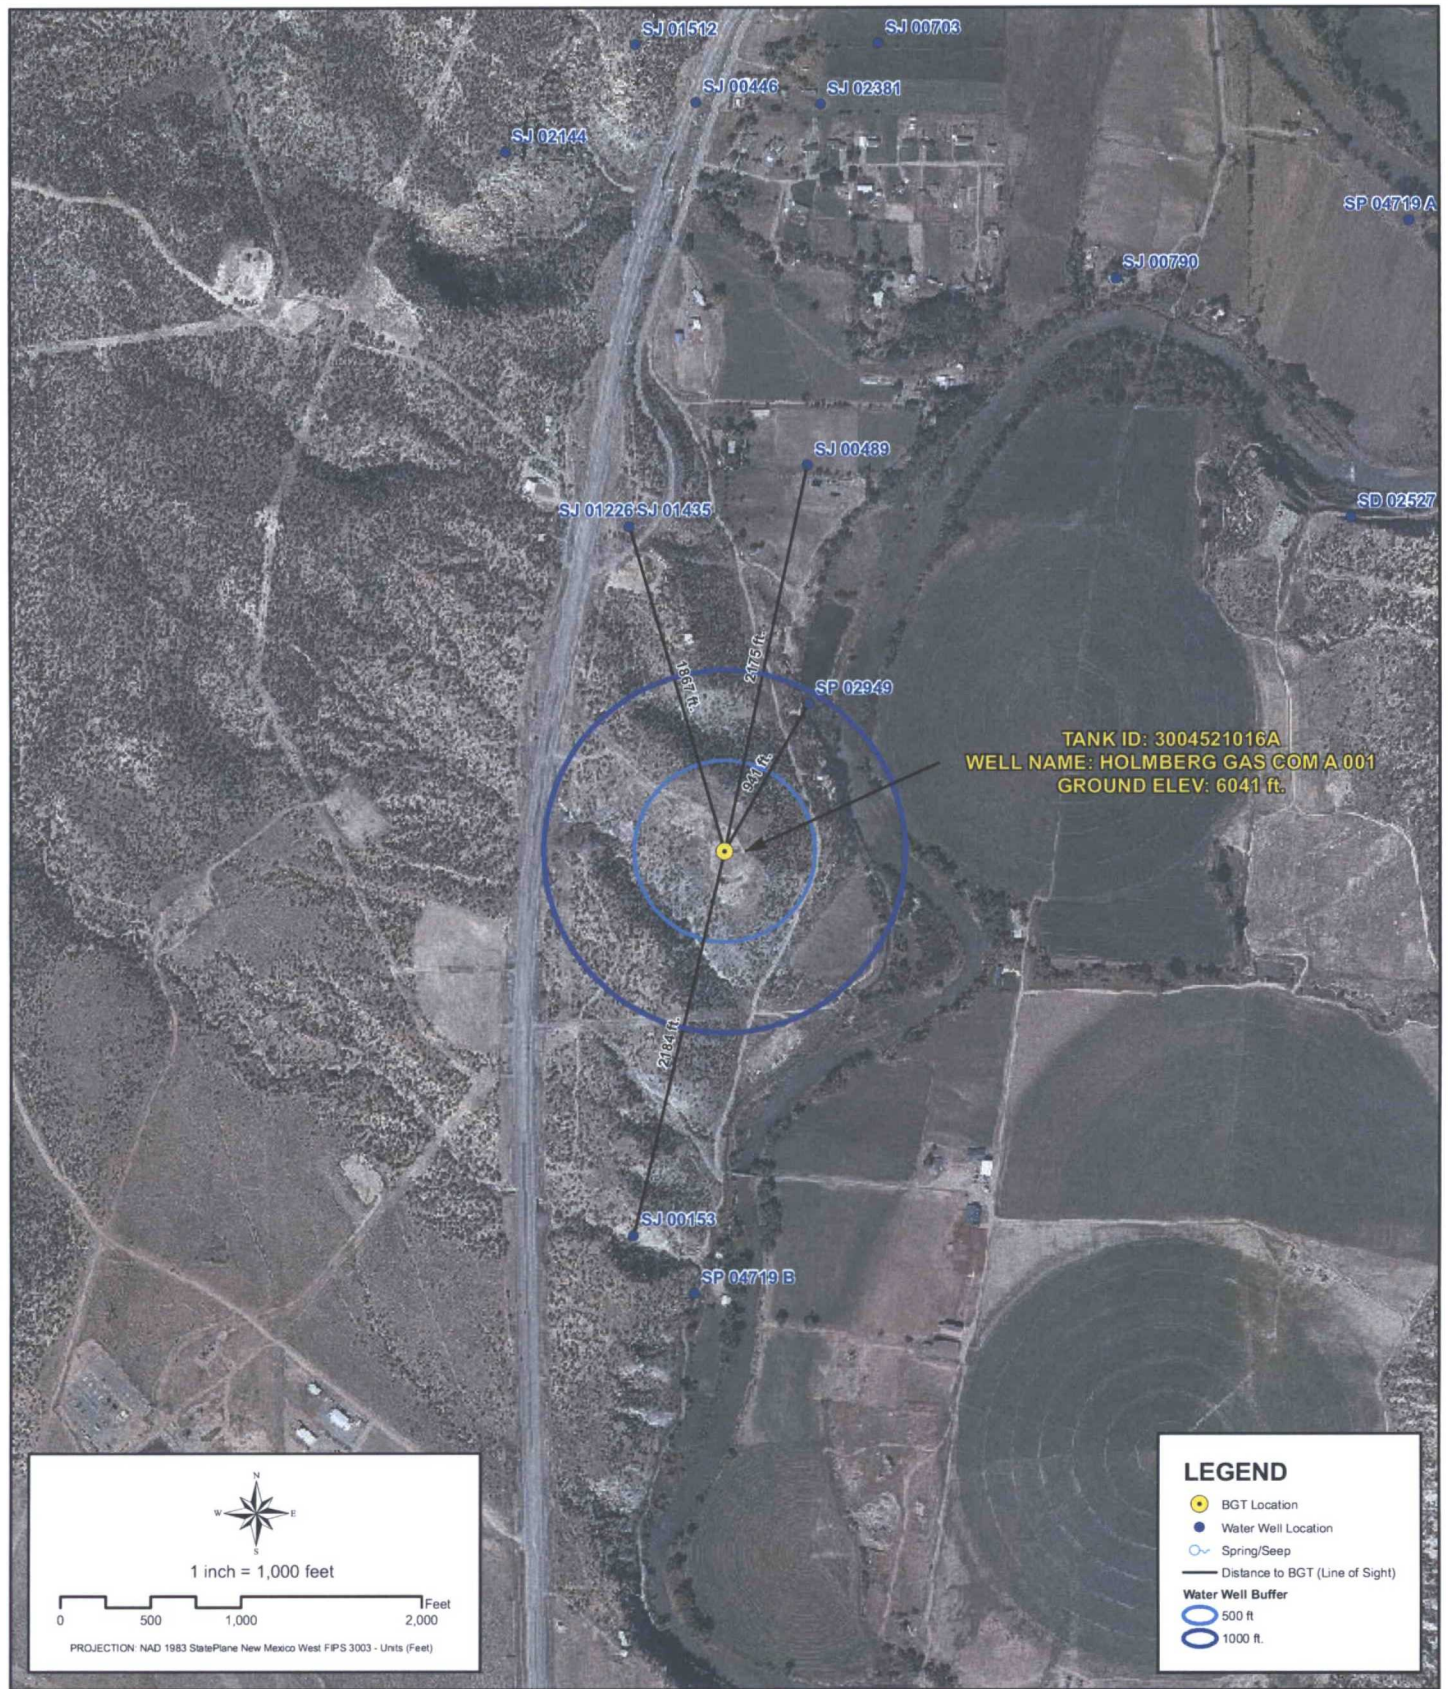 SJ 01512
SJ 00703
SJ 00446
SJ 02381
SJ 02144
SP 04719 A
SJ 00790
SJ 00489
SJ 01226 SJ 01435
SD 02527
2175 ft.
1867 ft.
SP 02949
TANK ID: 3004521016A
WELL NAME: HOLMBERG GAS COM A 001
GROUND ELEV: 6041 ft.
941 ft.
2184 ft.
SJ 00153
SP 04719 B
N
W E
S
1 inch = 1,000 feet
Feet
0 500 1,000 2,000
PROJECTION: NAD 1983 StatePlane New Mexico West FIPS 3003 - Units (Feet)
LEGEND
BGT Location
Water Well Location
Spring/Seep
Distance to BGT (Line of Sight)
Water Well Buffer
500 ft
1000 ft.